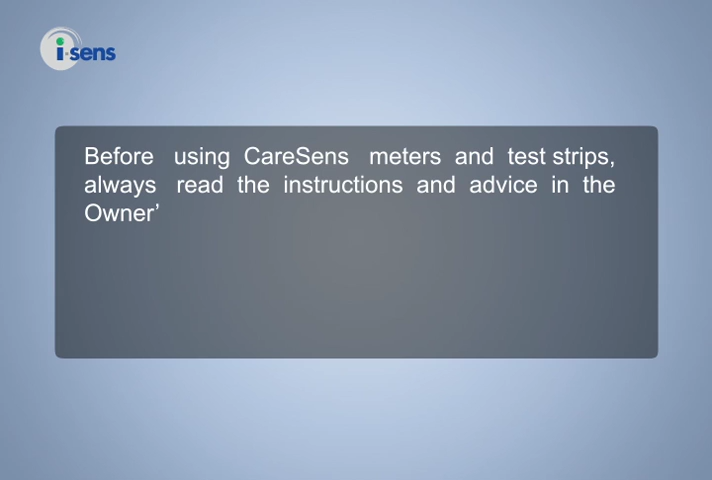 i·sens
Before using CareSens meters and test strips,
always read the instructions and advice in the
Owner’